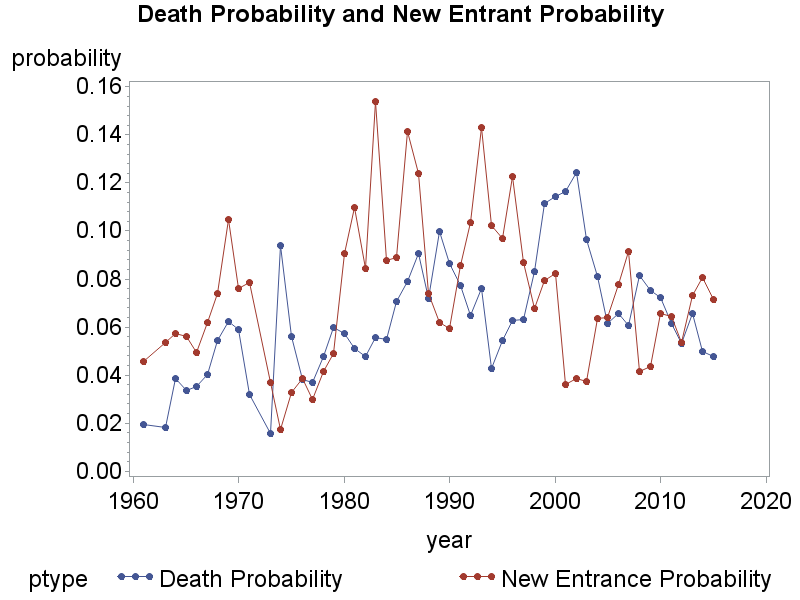 Death Probability and New Entrant Probability
probability
0.16
0.14
0.12
0.10
0.08
0.06
0.04
0.02
0.00
1960 1970 1980 1990 2000 2010 2020
year
ptype Death Probability New Entrance Probability